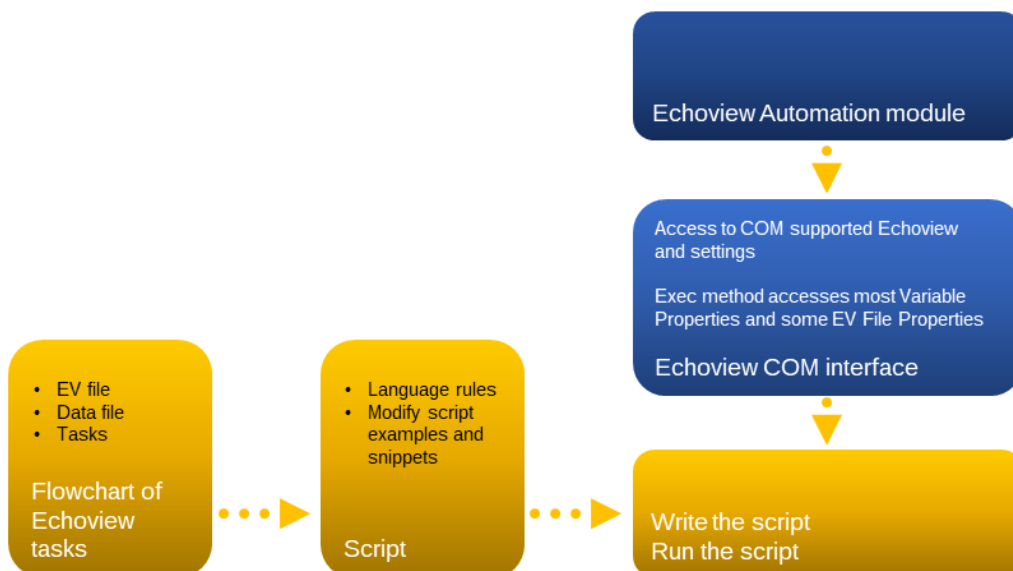 Echoview Automation module
Access to COM supported Echoview
and settings
Exec method accesses most Variable
Properties and some EV File Properties
Echoview COM interface
• EV file
• Data file
• Tasks
Flowchart of
Echoview
tasks
• Language rules
• Modify script
examples and
snippets
Script
Write the script
Run the script